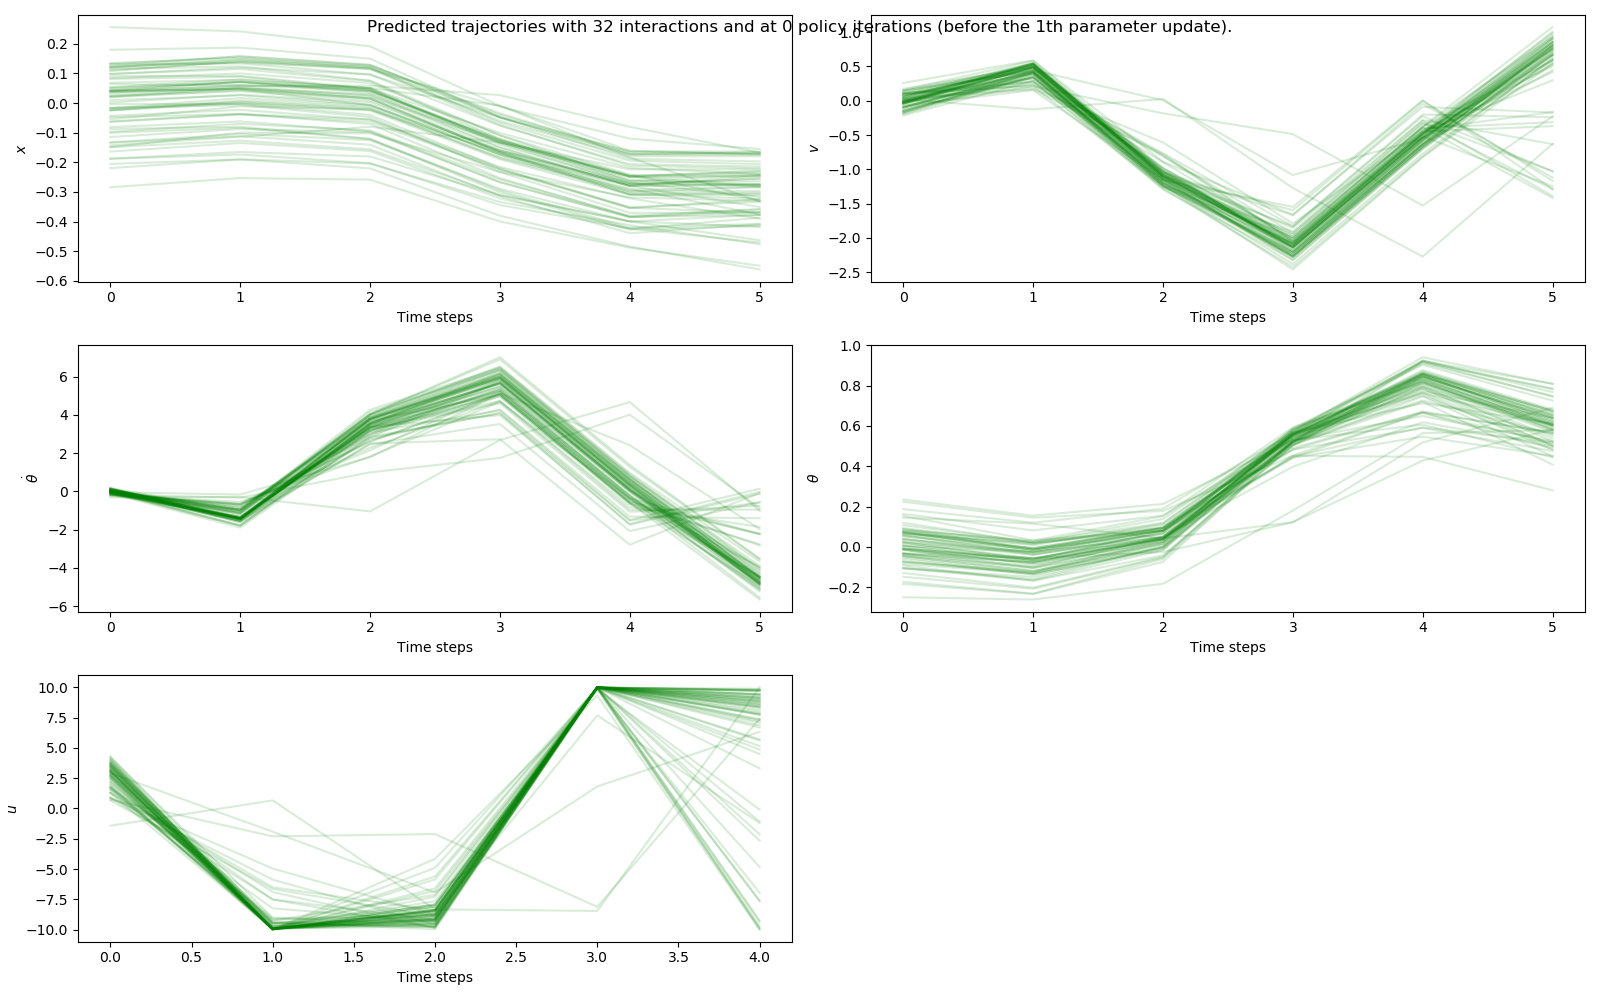 Predicted trajectories with 32 interactions and at 0 policy iterations (before the 1th parameter update).
0.2
0.1
0.0
−0.1
−0.2
−0.3
−0.4
−0.5
−0.6
x
0 1 2 3 4 5
Time steps
1.0
0.5
0.0
−0.5
−1.0
−1.5
−2.0
−2.5
v
0 1 2 3 4 5
Time steps
6
4
2
0
−2
−4
−6
θ̇
0 1 2 3 4 5
Time steps
1.0
0.8
0.6
0.4
0.2
0.0
−0.2
θ
0 1 2 3 4 5
Time steps
10.0
7.5
5.0
2.5
0.0
−2.5
−5.0
−7.5
−10.0
u
0.0 0.5 1.0 1.5 2.0 2.5 3.0 3.5 4.0
Time steps